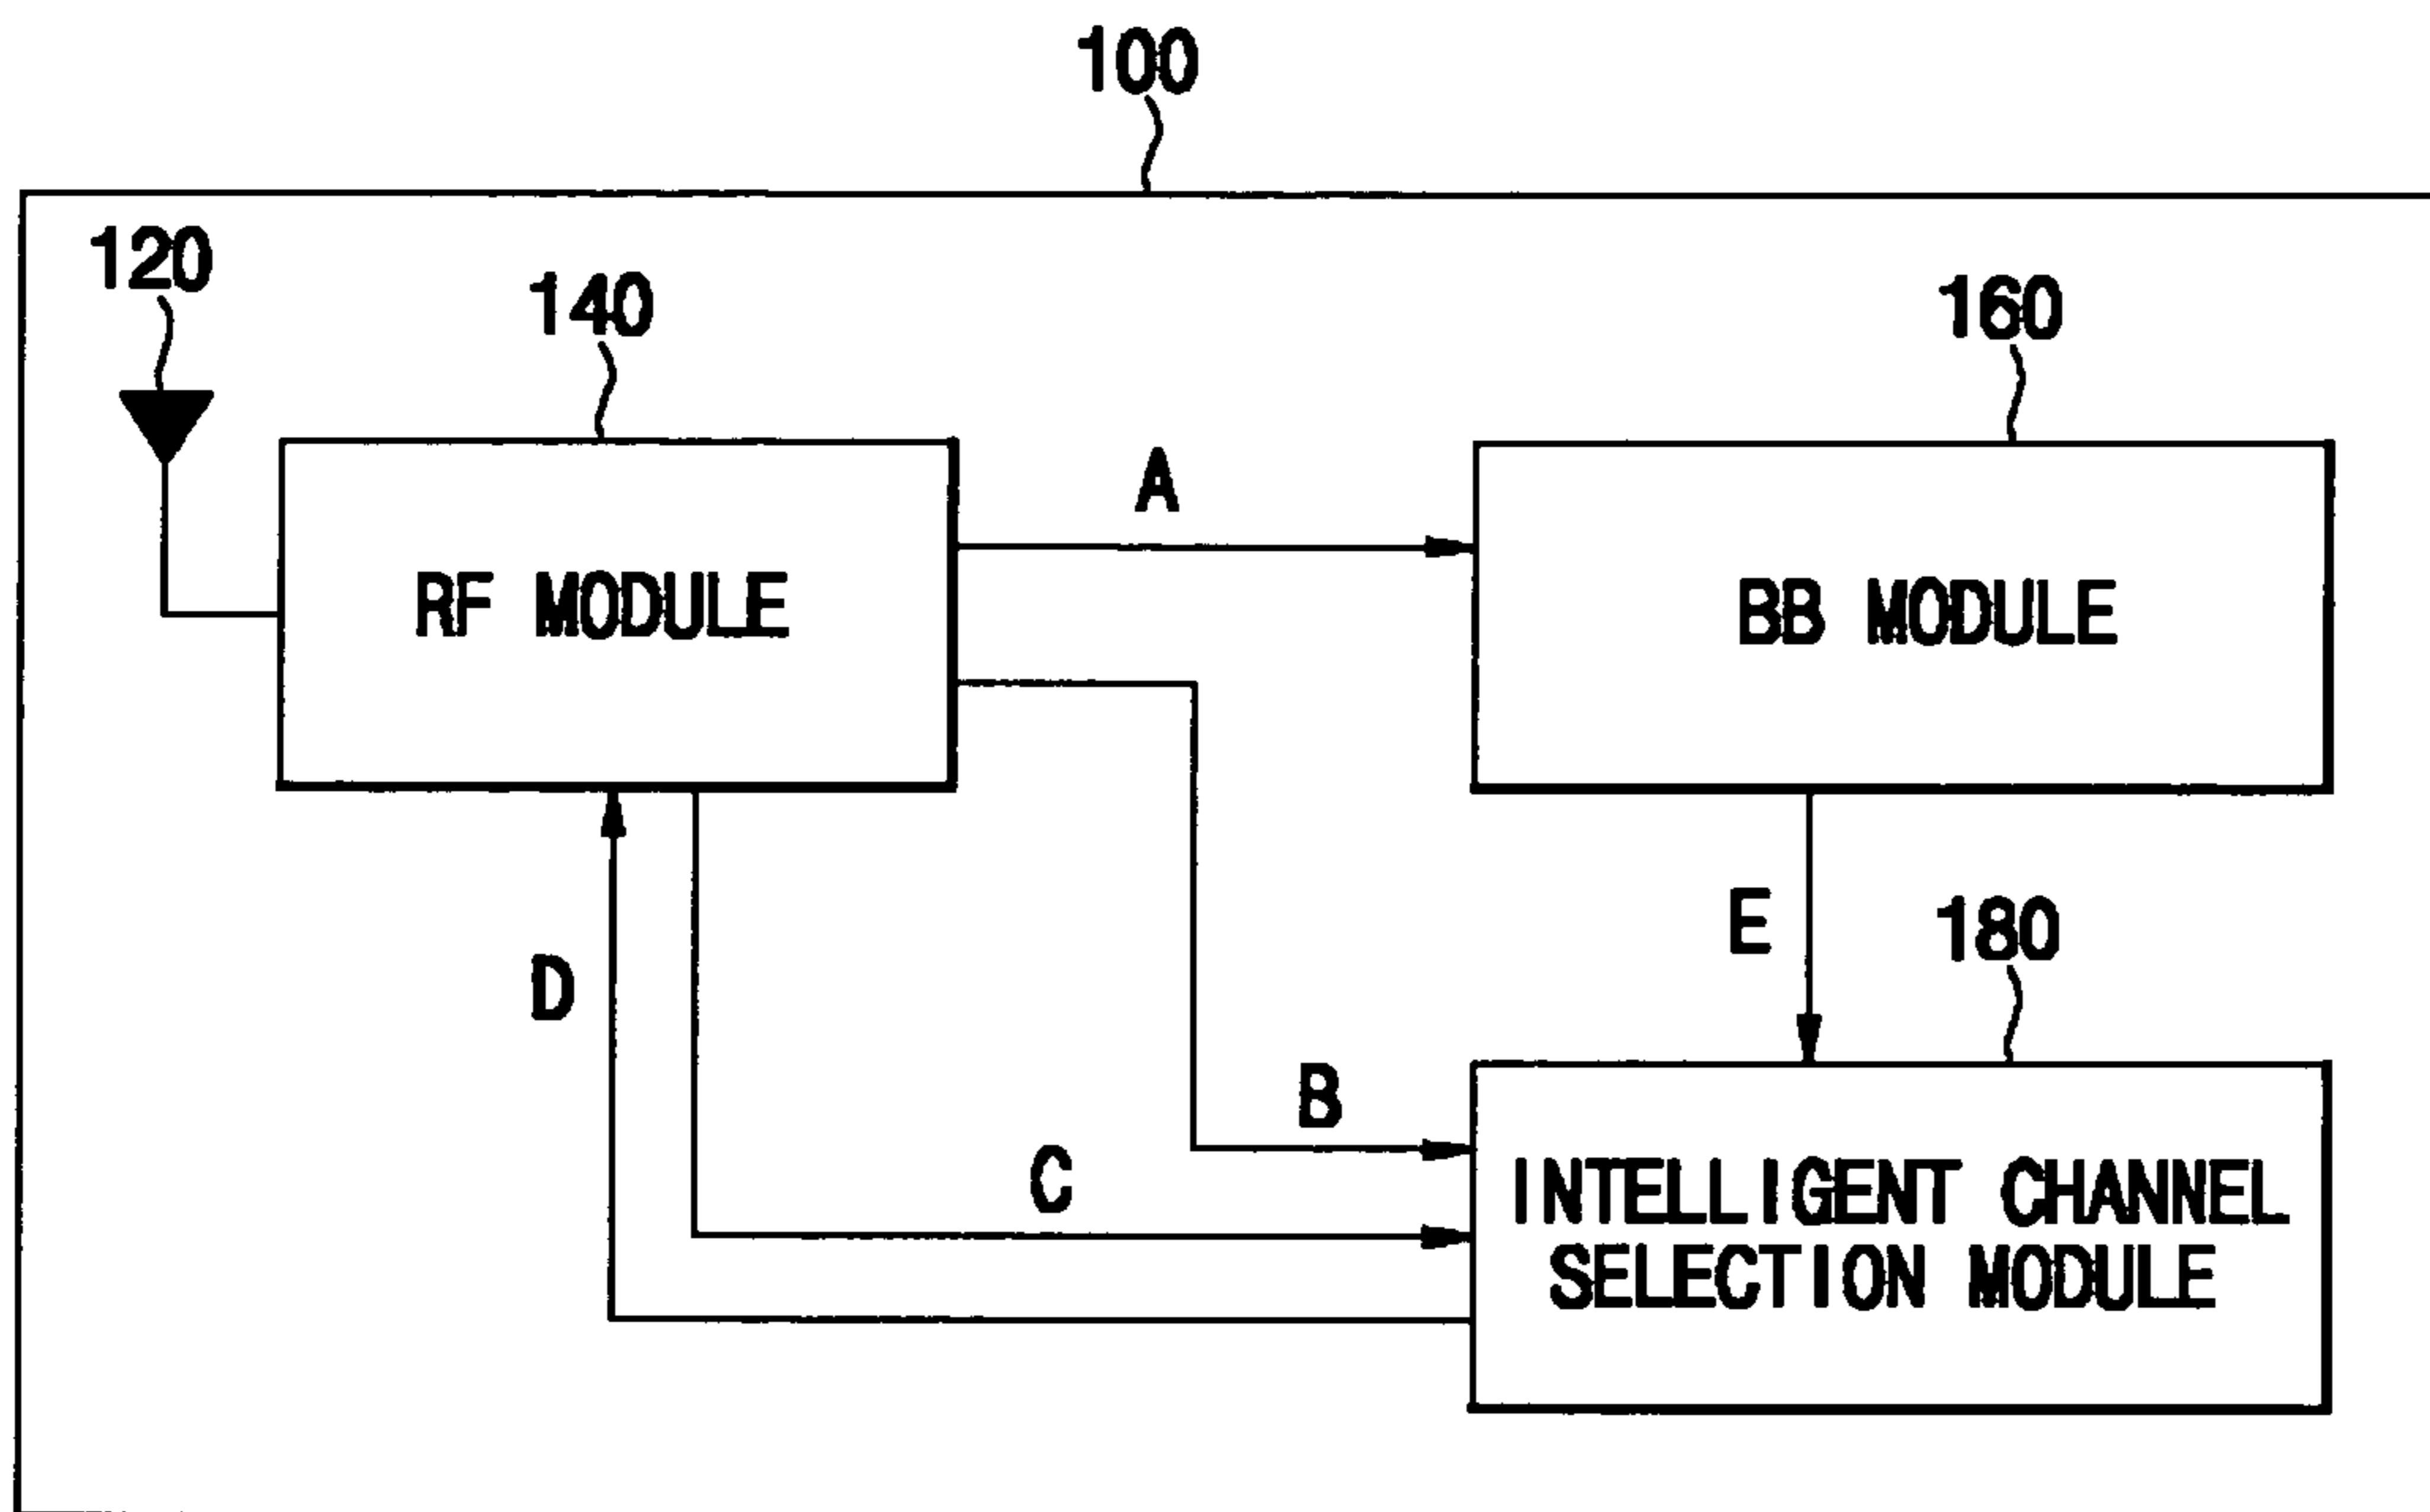 100
120
140
160
A
RF MODULE
BB MODULE
E
180
D
B
C
INTELLIGENT CHANNEL
SELECTION MODULE